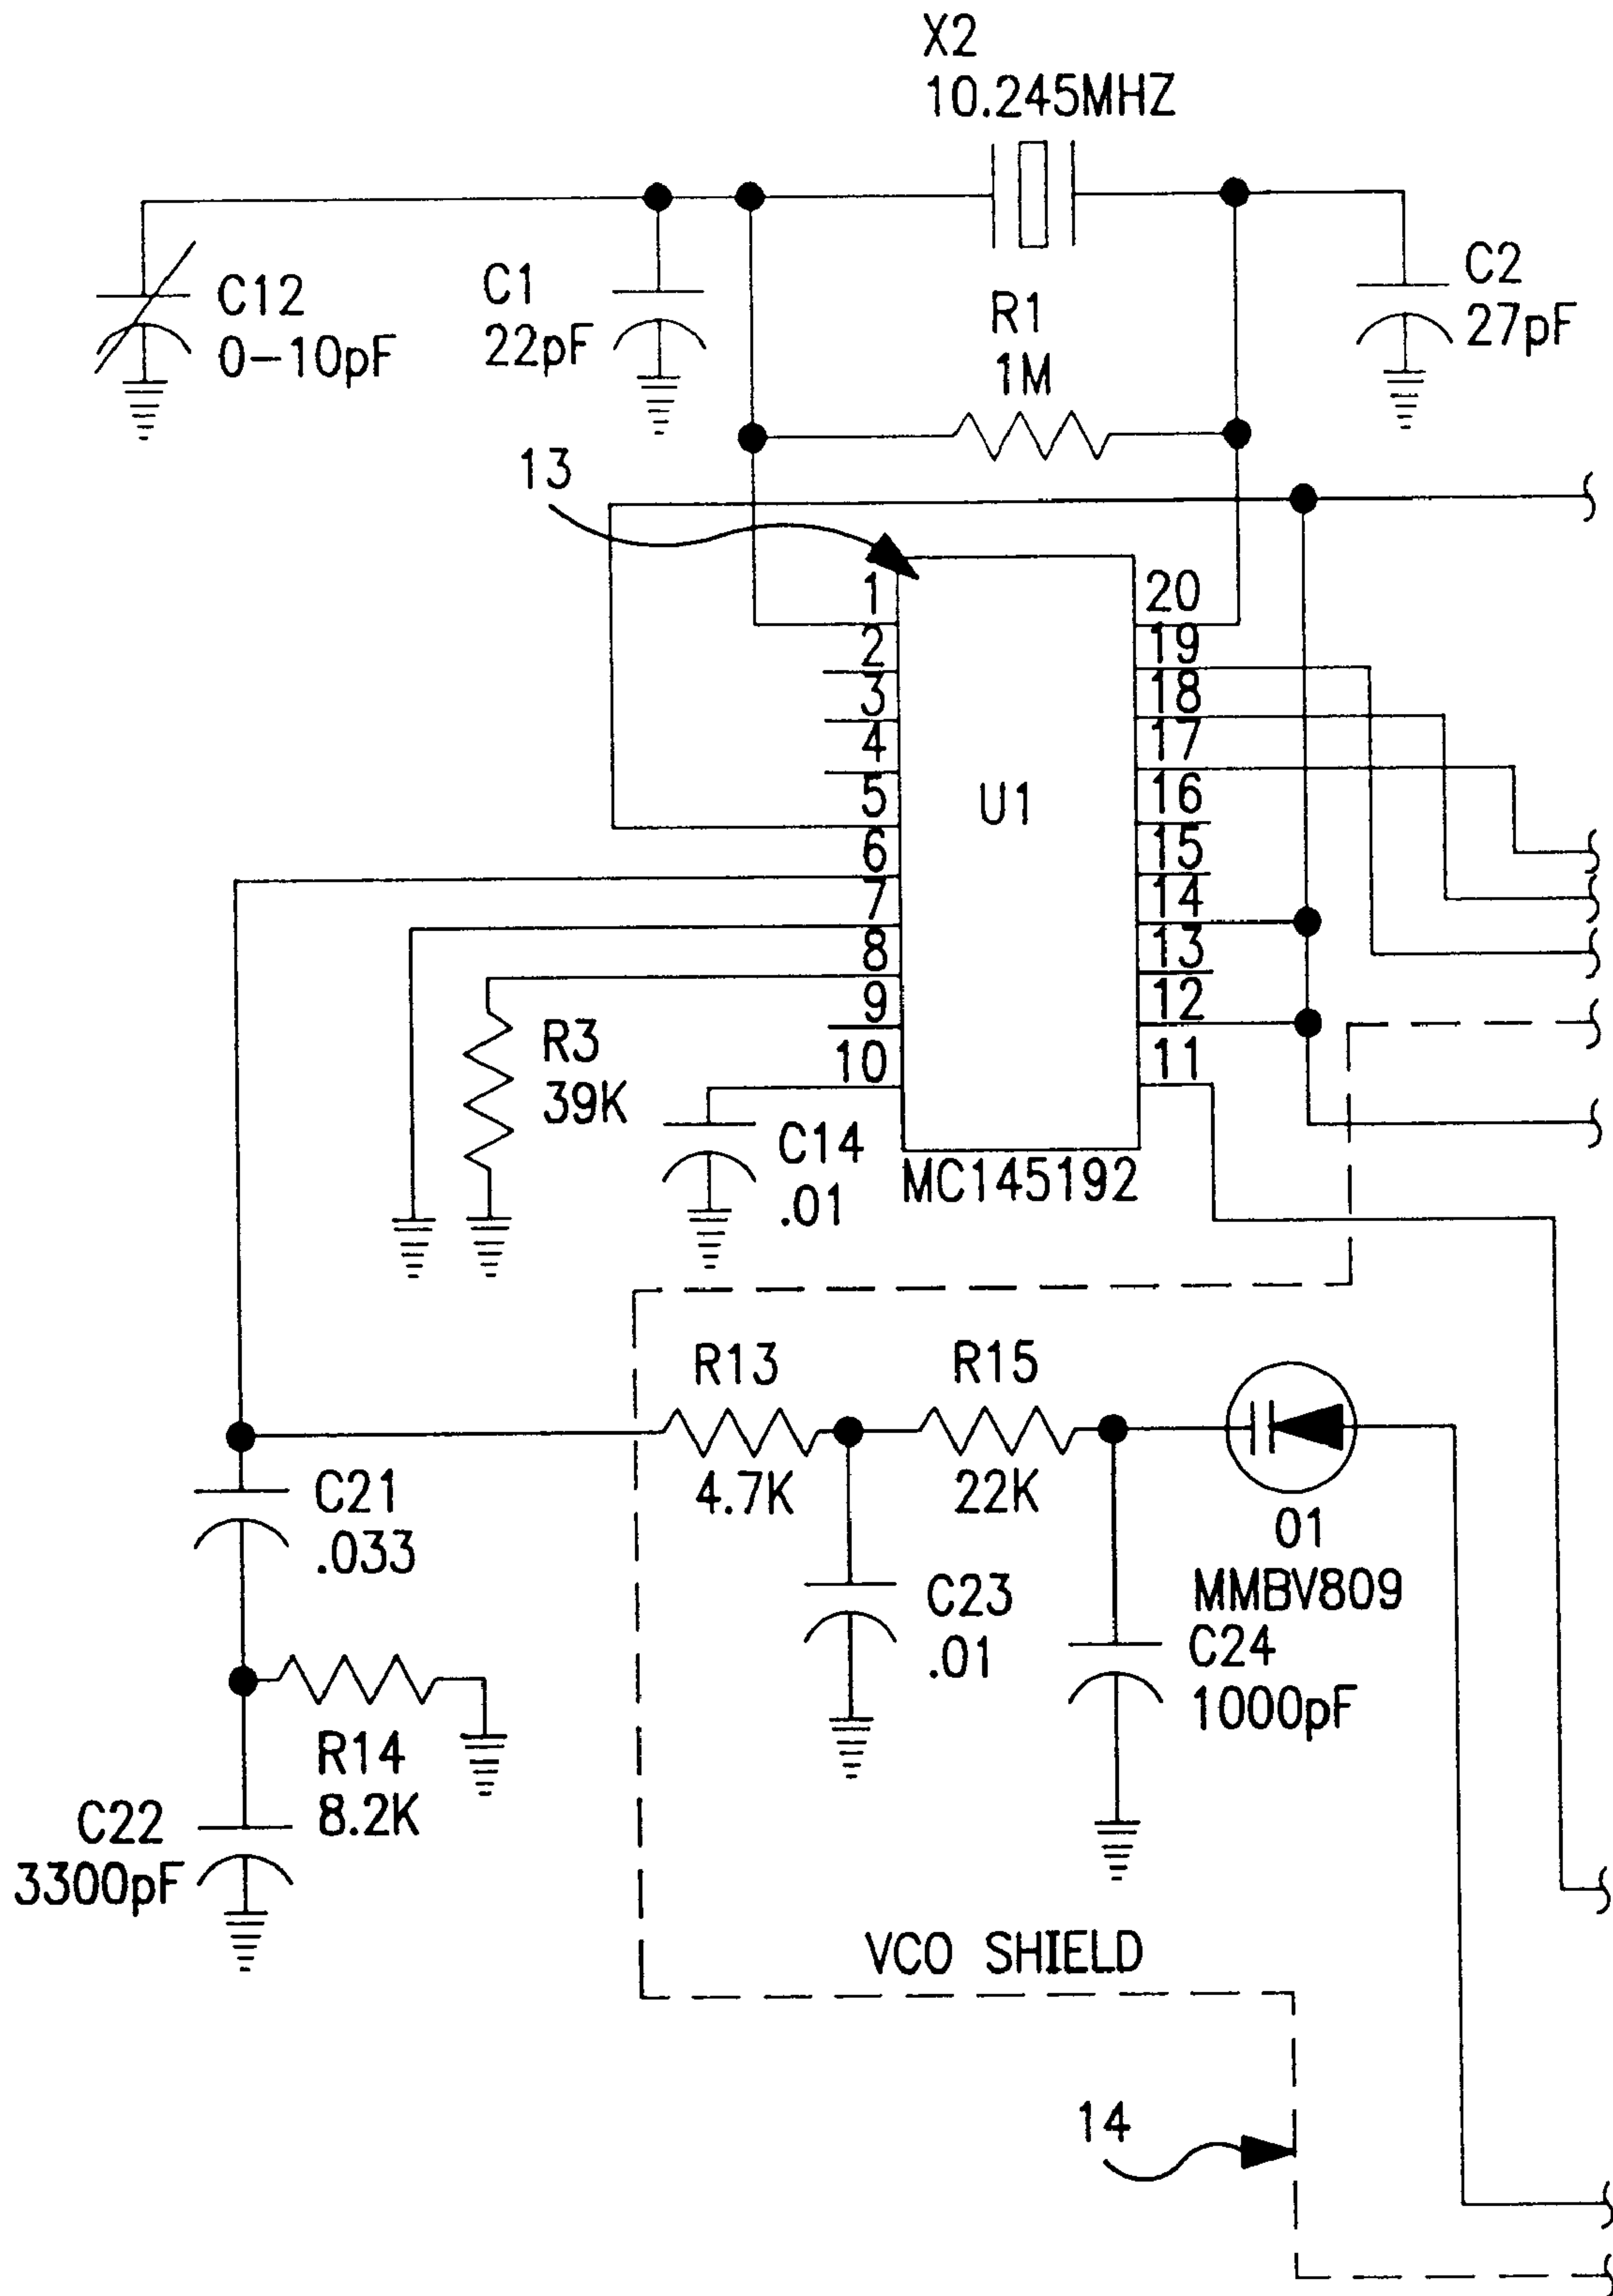 X2
10.245MHZ
C12
0-10pF
C1
22pF
R1
1M
C2
27pF
13
1
2
3
4
5
6
7
8
9
10
20
19
18
17
16
15
14
13
12
11
U1
MC145192
R3
39K
C14
.01
R13
4.7K
R15
22K
01
MMBV809
C21
.033
C23
.01
C24
1000pF
R14
8.2K
C22
3300pF
VCO SHIELD
14